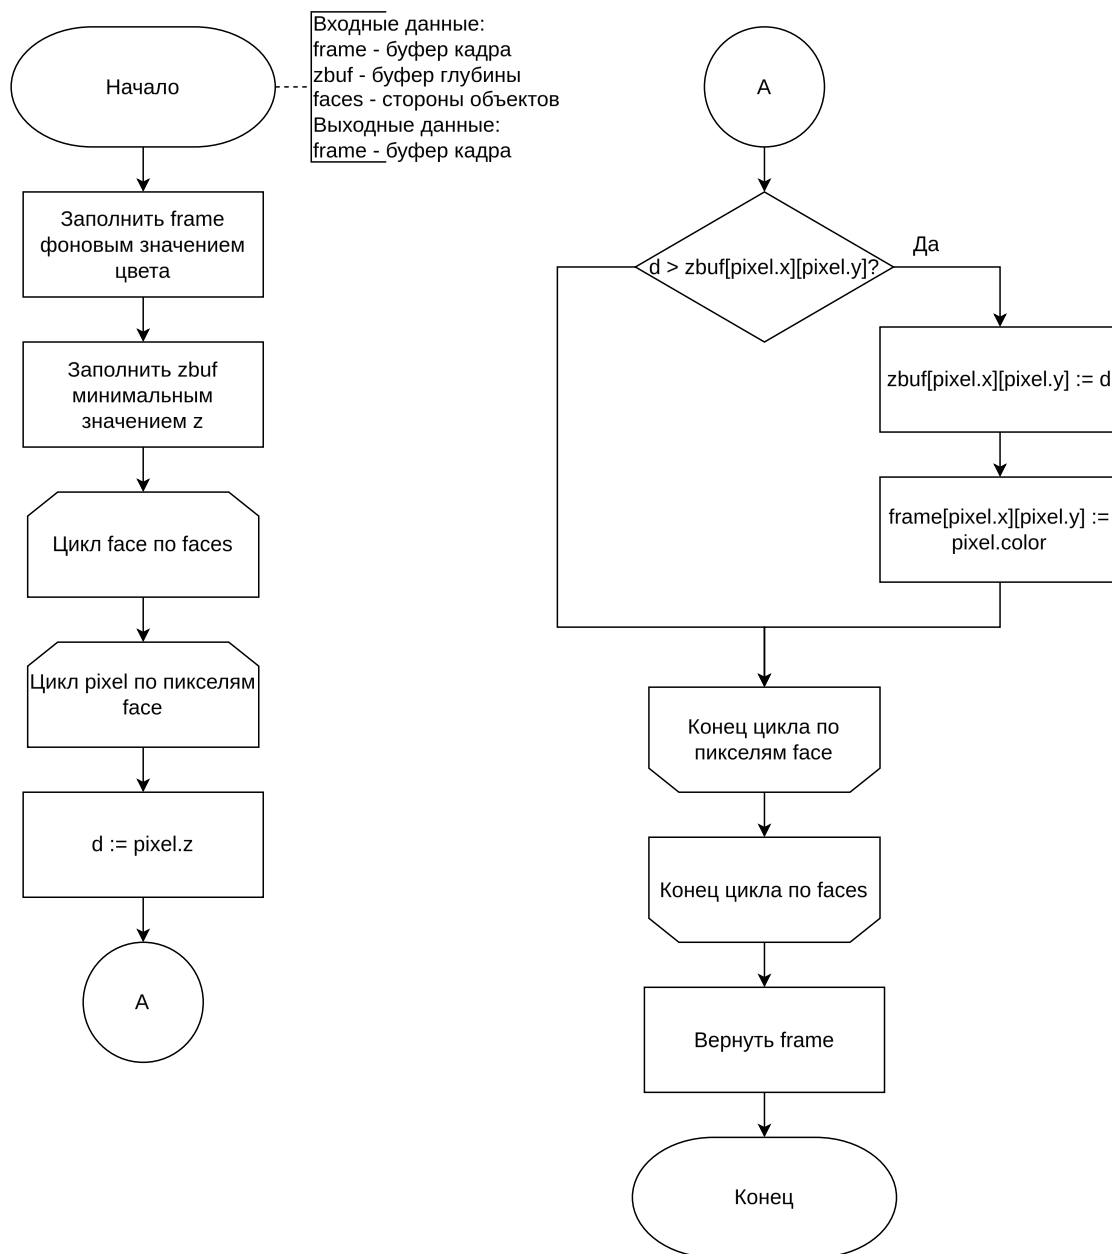 Начало
Входные данные:
frame - буфер кадра
zbuf - буфер глубины
faces - стороны объектов
Выходные данные:
frame - буфер кадра
Заполнить frame
фоновым значением
цвета
Заполнить zbuf
минимальным
значением z
Цикл face по faces
Цикл pixel по пикселям
face
d := pixel.z
A
A
d > zbuf[pixel.x][pixel.y]?
Да
zbuf[pixel.x][pixel.y] := d
frame[pixel.x][pixel.y] :=
pixel.color
Конец цикла по
пикселям face
Конец цикла по faces
Вернуть frame
Конец